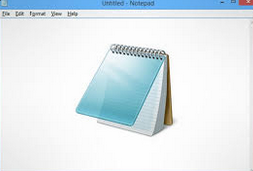 Untitled - Notepad
File Edit Format View Help